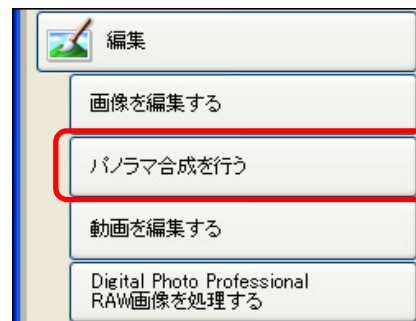 編集
画像を編集する
パノラマ合成を行う
動画を編集する
Digital Photo Professional
RAW画像を処理する